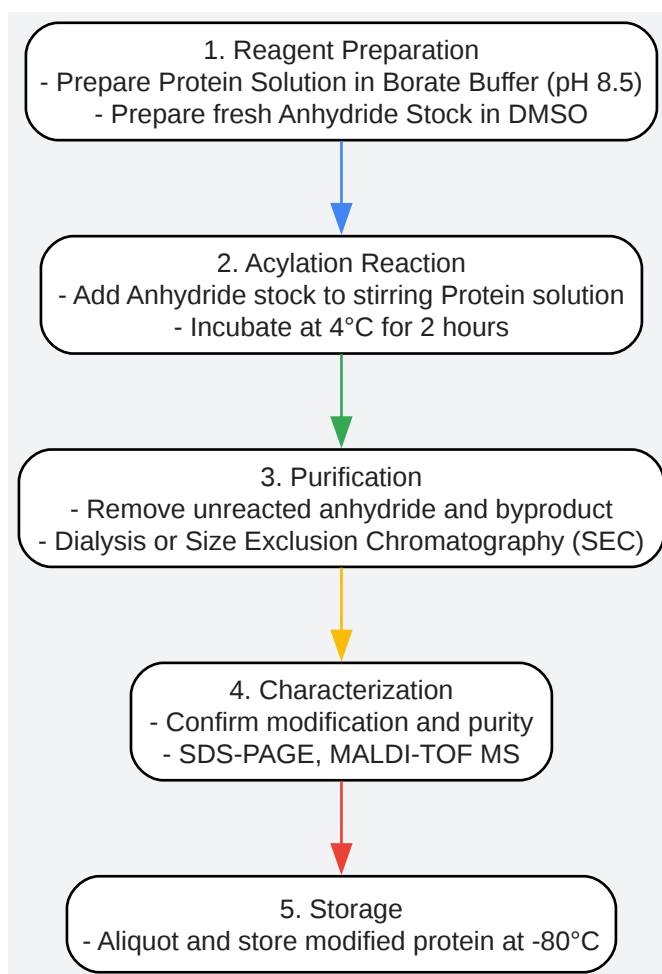 1. Reagent Preparation
- Prepare Protein Solution in Borate Buffer (pH 8.5)
- Prepare fresh Anhydride Stock in DMSO
2. Acylation Reaction
- Add Anhydride stock to stirring Protein solution
- Incubate at 4°C for 2 hours
3. Purification
- Remove unreacted anhydride and byproduct
- Dialysis or Size Exclusion Chromatography (SEC)
4. Characterization
- Confirm modification and purity
- SDS-PAGE, MALDI-TOF MS
5. Storage
- Aliquot and store modified protein at -80°C